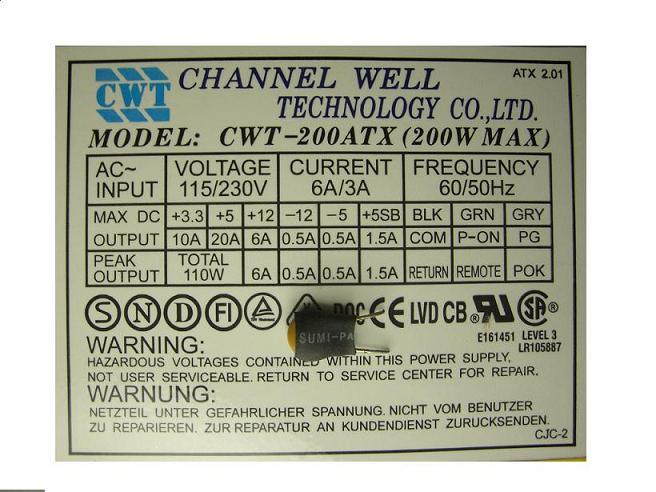 CWT CHANNEL WELL ATX 2.01
TECHNOLOGY CO.,LTD.
MODEL: CWT-200ATX (200W MAX)
AC~ VOLTAGE CURRENT FREQUENCY
INPUT 115/230V 6A/3A 60/50Hz
MAX DC +3.3 +5 +12 -12 -5 +5SB BLK GRN GRY
OUTPUT 10A 20A 6A 0.5A 0.5A 1.5A COM P-ON PG
PEAK TOTAL
OUTPUT 110W 6A 0.5A 0.5A 1.5A RETURN REMOTE POK
S N D FI CE LVD CB ® RU ® SA ®
E161451 LEVEL 3
LR105887
SUMI-PA
WARNING:
HAZARDOUS VOLTAGES CONTAINED WITHIN THIS POWER SUPPLY,
NOT USER SERVICEABLE. RETURN TO SERVICE CENTER FOR REPAIR.
WARNUNG:
NETZTEIL UNTER GEFAHRLICHER SPANNUNG. NICHT VOM BENUTZER
ZU REPARIEREN. ZUR REPARATUR AN KUNDENDIENST ZURUCKSENDEN.
CJC-2